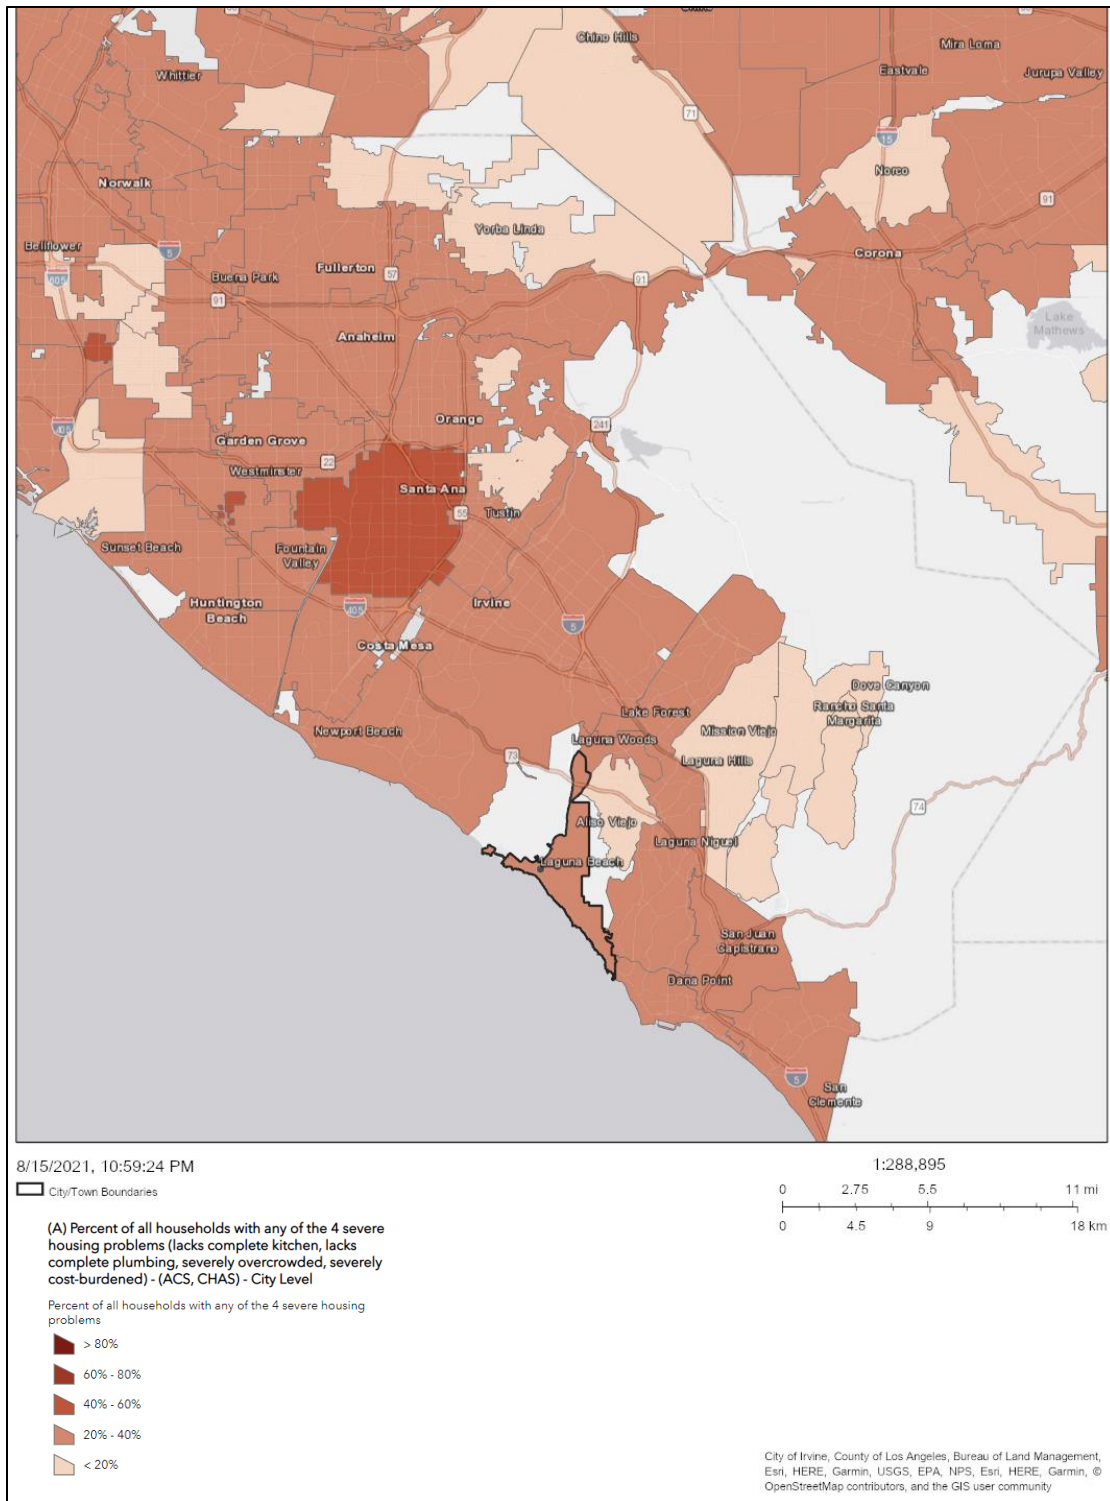 Chino Hills
Mira Loma
Whittier
Eastvale
Jurupa Valley
71
15
Norco
Norwalk
91
Yorba Linda
Bellflower
5
Corona
Fullerton
57
Buena Park
605
91
91
Lake
Mathews
Anaheim
Orange
241
405
Garden Grove
22
Westminster
Santa Ana
55
Tustin
Sunset Beach
Fountain
Valley
Huntington
Beach
405
Irvine
5
Costa Mesa
Dove Canyon
Rancho Santa
Margarita
Lake Forest
Newport Beach
Laguna Woods
Mission Viejo
73
Laguna Hills
74
Aliso Viejo
Laguna Niguel
Laguna Beach
San Juan
Capistrano
Dana Point
5
San
Clemente
8/15/2021, 10:59:24 PM
City/Town Boundaries
1:288,895
0 2.75 5.5 11 mi
0 4.5 9 18 km
(A) Percent of all households with any of the 4 severe
housing problems (lacks complete kitchen, lacks
complete plumbing, severely overcrowded, severely
cost-burdened) - (ACS, CHAS) - City Level
Percent of all households with any of the 4 severe housing
problems
> 80%
60% - 80%
40% - 60%
20% - 40%
< 20%
City of Irvine, County of Los Angeles, Bureau of Land Management,
Esri, HERE, Garmin, USGS, EPA, NPS, Esri, HERE, Garmin, ©
OpenStreetMap contributors, and the GIS user community